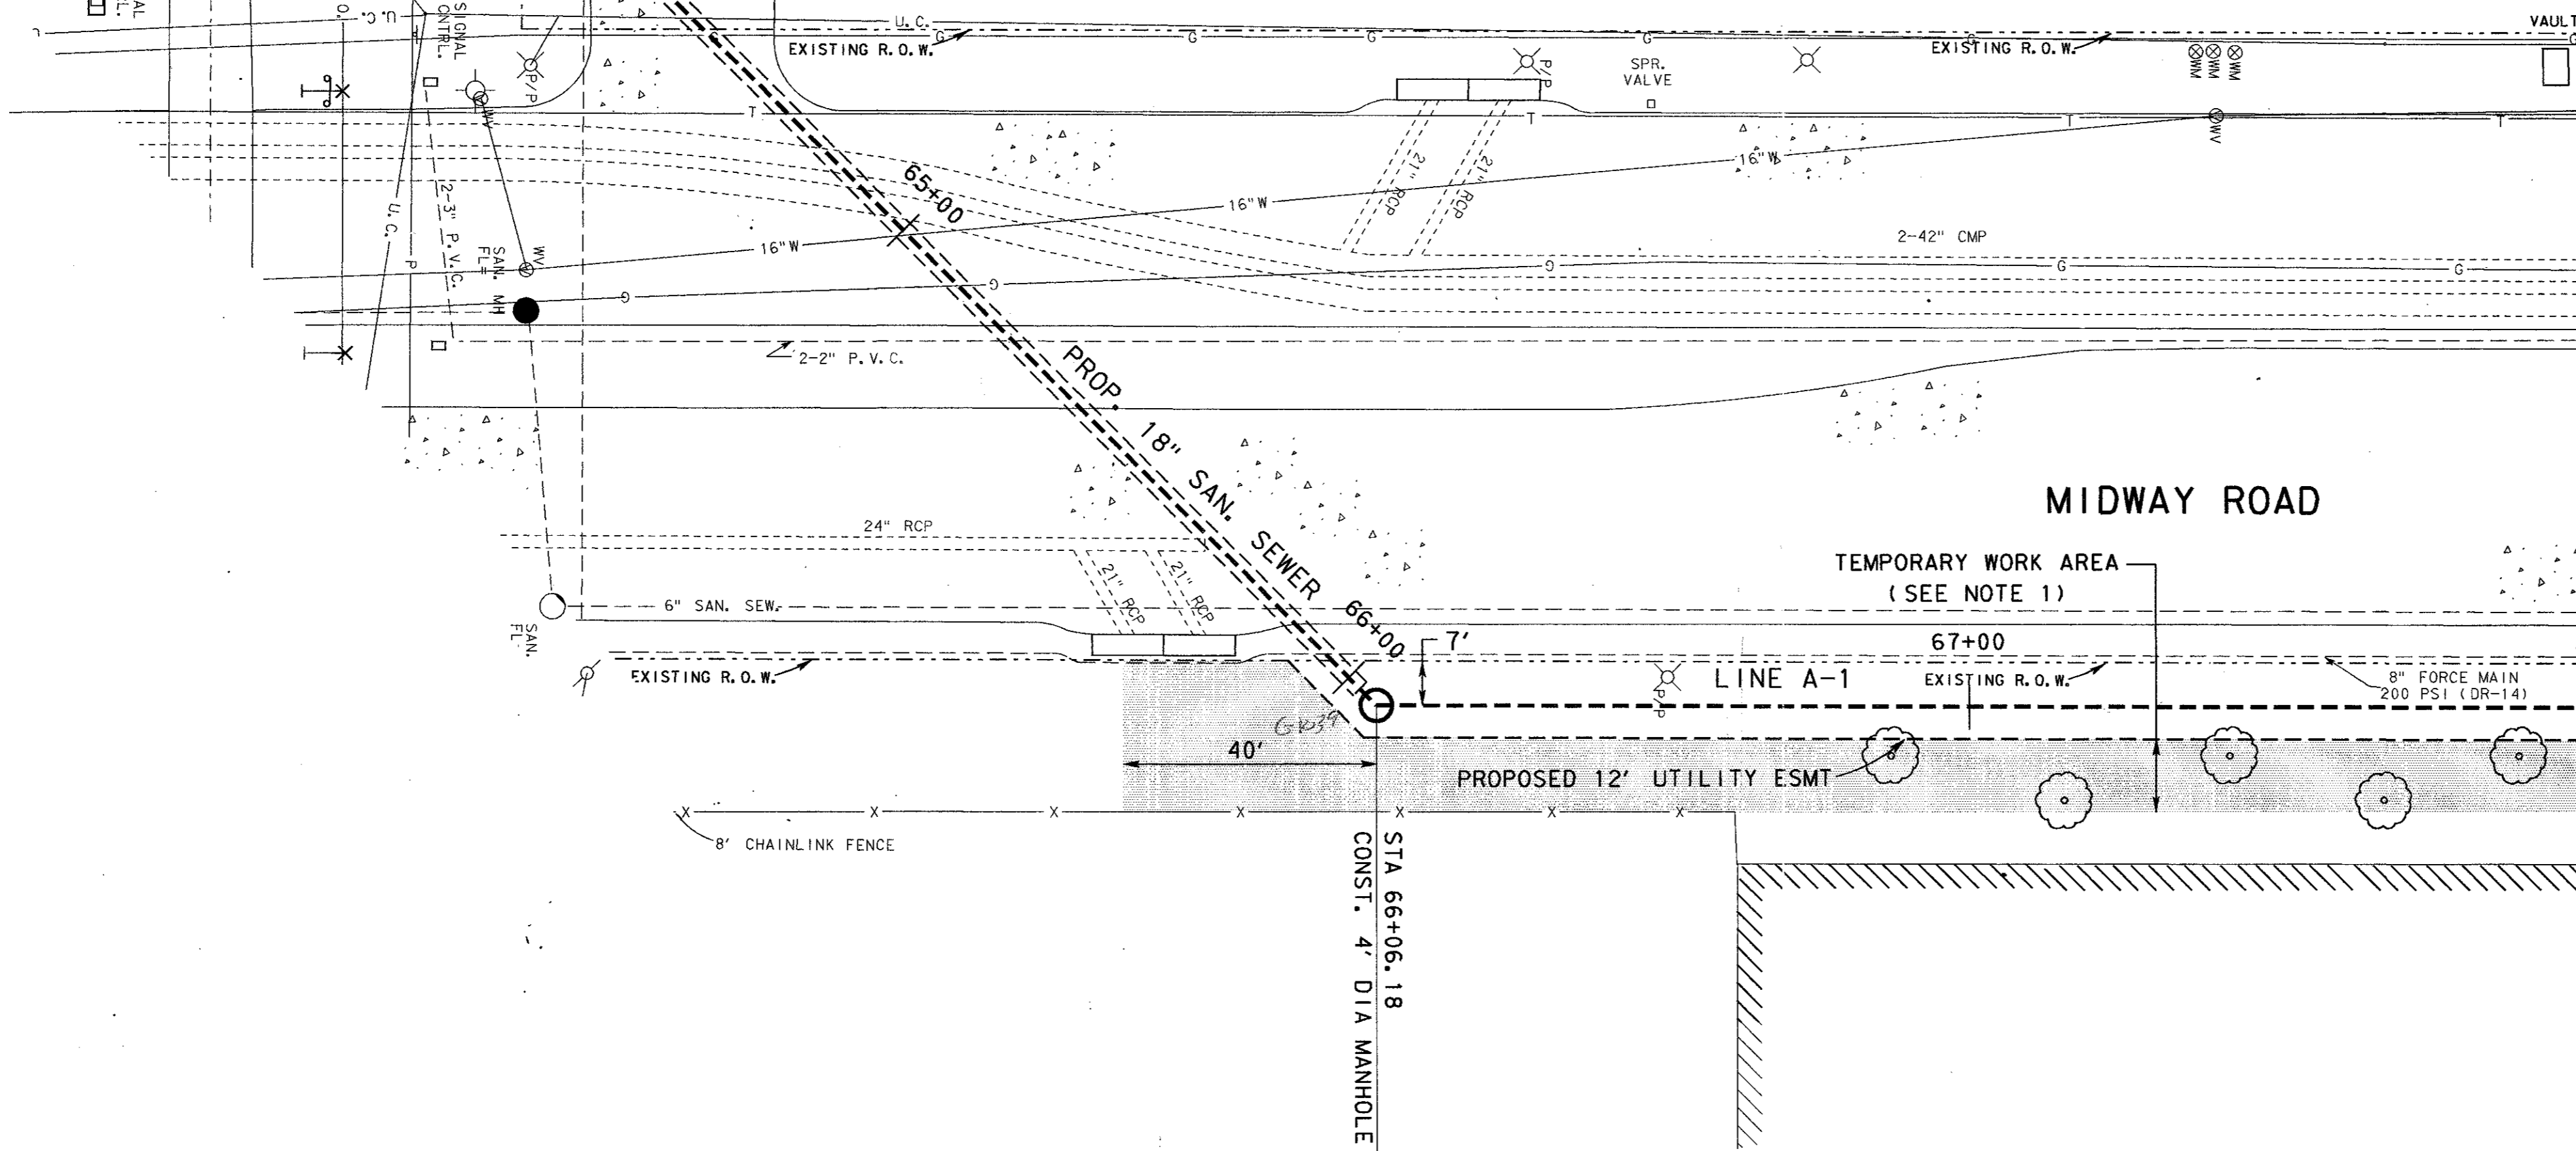 SIGNAL
CNTRL.
U.C.
U.C.
EXISTING R.O.W.
G
G
G
G
EXISTING R.O.W.
G
VAULT
P/P
WV
P/P
SPR.
VALVE
WM
WM
WM
T
T
T
T
WV
2-3" P.V.C.
U.C.
P
65+00
16"W
16"W
16"W
21" RCP
21" RCP
2-42" CMP
WV
SAN. MH
FL=
G
G
G
G
G
2-2" P.V.C.
PROP. 18" SAN. SEWER
MIDWAY ROAD
24" RCP
21" RCP
21" RCP
TEMPORARY WORK AREA
(SEE NOTE 1)
6" SAN. SEW.
SAN.
FL
66+00
7'
67+00
EXISTING R.O.W.
LINE A-1
P/P
EXISTING R.O.W.
8" FORCE MAIN
200 PSI (DR-14)
40'
PROPOSED 12' UTILITY ESMT
X
X
X
X
X
X
X
8' CHAINLINK FENCE
STA 66+06.18
CONST. 4' DIA MANHOLE